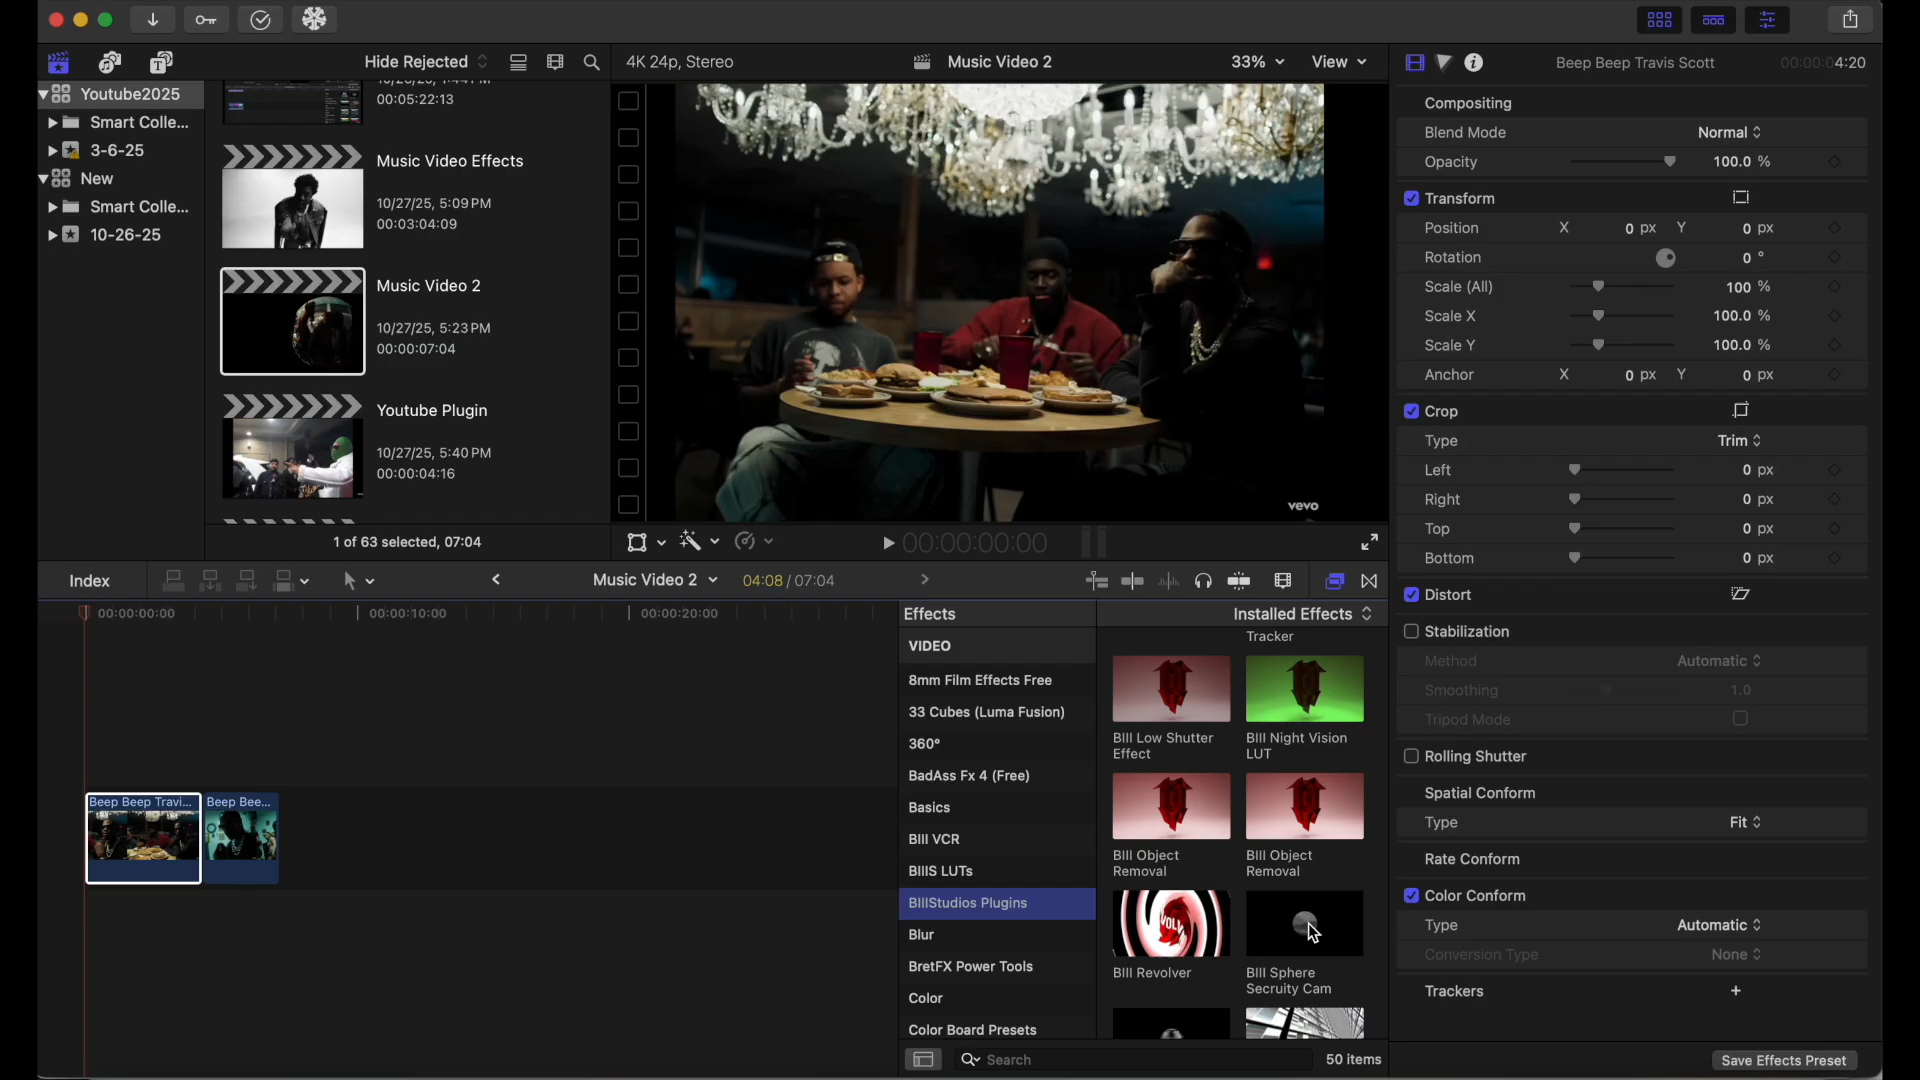 Hide Rejected
4K 24p, Stereo
Music Video 2
33%
View
Beep Beep Travis Scott
00:00:04:20
Youtube2025
Smart Colle...
3-6-25
New
Smart Colle...
10-26-25
00:05:22:13
Music Video Effects
10/27/25, 5:09 PM
00:03:04:09
Music Video 2
10/27/25, 5:23 PM
00:00:07:04
Youtube Plugin
10/27/25, 5:40 PM
00:00:04:16
1 of 63 selected, 07:04
vevo
00:00:00:00
Compositing
Blend Mode
Normal
Opacity
100.0 %
Transform
Position X 0 px Y 0 px
Rotation 0 °
Scale (All) 100 %
Scale X 100.0 %
Scale Y 100.0 %
Anchor X 0 px Y 0 px
Crop
Type Trim
Left 0 px
Right 0 px
Top 0 px
Bottom 0 px
Distort
Stabilization
Method Automatic
Smoothing 1.0
Tripod Mode
Rolling Shutter
Spatial Conform
Type Fit
Rate Conform
Color Conform
Type Automatic
Conversion Type None
Trackers +
Save Effects Preset
Index
Music Video 2
04:08 / 07:04
00:00:00:00
00:00:10:00
00:00:20:00
Beep Beep Travi...
Beep Bee...
Effects
Installed Effects
VIDEO
8mm Film Effects Free
33 Cubes (Luma Fusion)
360°
BadAss Fx 4 (Free)
Basics
BIII VCR
BIIIS LUTs
BIIIStudios Plugins
Blur
BretFX Power Tools
Color
Color Board Presets
Tracker
BIII Low Shutter
Effect
BIII Night Vision
LUT
BIII Object
Removal
BIII Object
Removal
BIII Revolver
BIII Sphere
Secruity Cam
Search
50 items